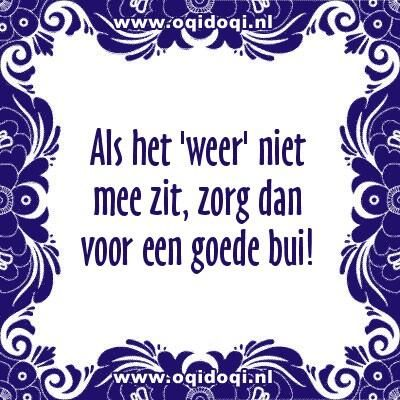 www.oqidoqi.nl
Als het 'weer' niet
mee zit, zorg dan
voor een goede bui!
www.oqidoqi.nl